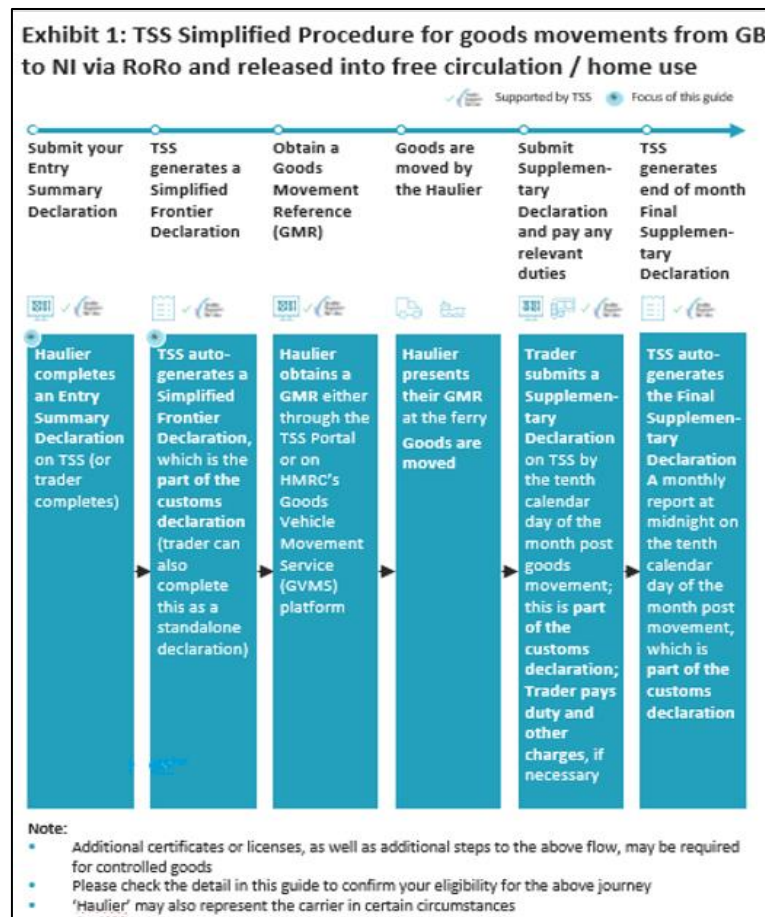 Exhibit 1: TSS Simplified Procedure for goods movements from GB
to NI via RoRo and released into free circulation / home use
Supported by TSS
Focus of this guide
Submit your
Entry
Summary
Declaration
TSS
generates a
Simplified
Frontier
Declaration
Obtain a
Goods
Movement
Reference
(GMR)
Goods are
moved by
the Haulier
Submit
Supplemen-
tary
Declaration
and pay any
relevant
duties
TSS
generates
end of month
Final
Supplemen-
tary
Declaration
Haulier
completes
an Entry
Summary
Declaration
on TSS (or
trader
completes)
TSS auto-
generates a
Simplified
Frontier
Declaration,
which is the
part of the
customs
declaration
(trader can
also
complete
this as a
standalone
declaration)
Haulier
obtains a
GMR either
through the
TSS Portal
or on
HMRC's
Goods
Vehicle
Movement
Service
(GVMS)
platform
Haulier
presents
their GMR
at the ferry
Goods are
moved
Trader
submits a
Supplemen-
tary
Declaration
on TSS by
the tenth
calendar
day of the
month post
goods
movement;
this is part
of the
customs
declaration;
Trader pays
duty and
other
charges, if
necessary
TSS auto-
generates
the Final
Supplemen-
tary
Declaration
A monthly
report at
midnight on
the tenth
calendar
day of the
month post
movement,
which is
part of the
customs
declaration
Note:
Additional certificates or licenses, as well as additional steps to the above flow, may be required
for controlled goods
Please check the detail in this guide to confirm your eligibility for the above journey
'Haulier' may also represent the carrier in certain circumstances